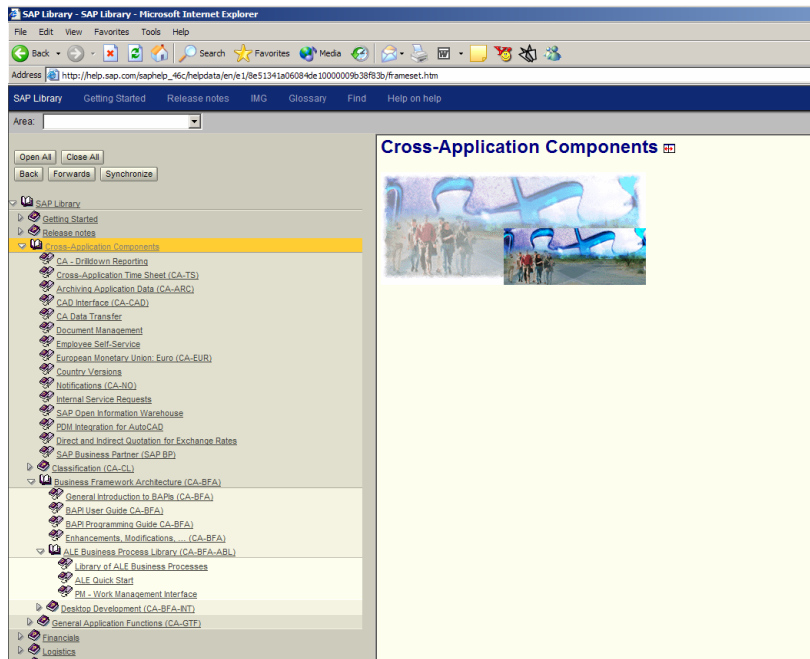 SAP Library - SAP Library - Microsoft Internet Explorer
File Edit View Favorites Tools Help
Back Search Favorites Media
Address http://help.sap.com/saphelp_46c/helpdata/en/e1/8e51341a06084de10000009b38f83b/frameset.htm
SAP Library Getting Started Release notes IMG Glossary Find Help on help
Area:
Open All Close All
Back Forwards Synchronize
SAP Library
Getting Started
Release notes
Cross-Application Components
CA - Drilldown Reporting
Cross-Application Time Sheet (CA-TS)
Archiving Application Data (CA-ARC)
CAD Interface (CA-CAD)
CA Data Transfer
Document Management
Employee Self-Service
European Monetary Union: Euro (CA-EUR)
Country Versions
Notifications (CA-NO)
Internal Service Requests
SAP Open Information Warehouse
PDM Integration for AutoCAD
Direct and Indirect Quotation for Exchange Rates
SAP Business Partner (SAP BP)
Classification (CA-CL)
Business Framework Architecture (CA-BFA)
General Introduction to BAPIs (CA-BFA)
BAPI User Guide CA-BFA)
BAPI Programming Guide CA-BFA)
Enhancements, Modifications, ... (CA-BFA)
ALE Business Process Library (CA-BFA-ABL)
Library of ALE Business Processes
ALE Quick Start
PM - Work Management Interface
Desktop Development (CA-BFA-INT)
General Application Functions (CA-GTF)
Financials
Logistics
Cross-Application Components